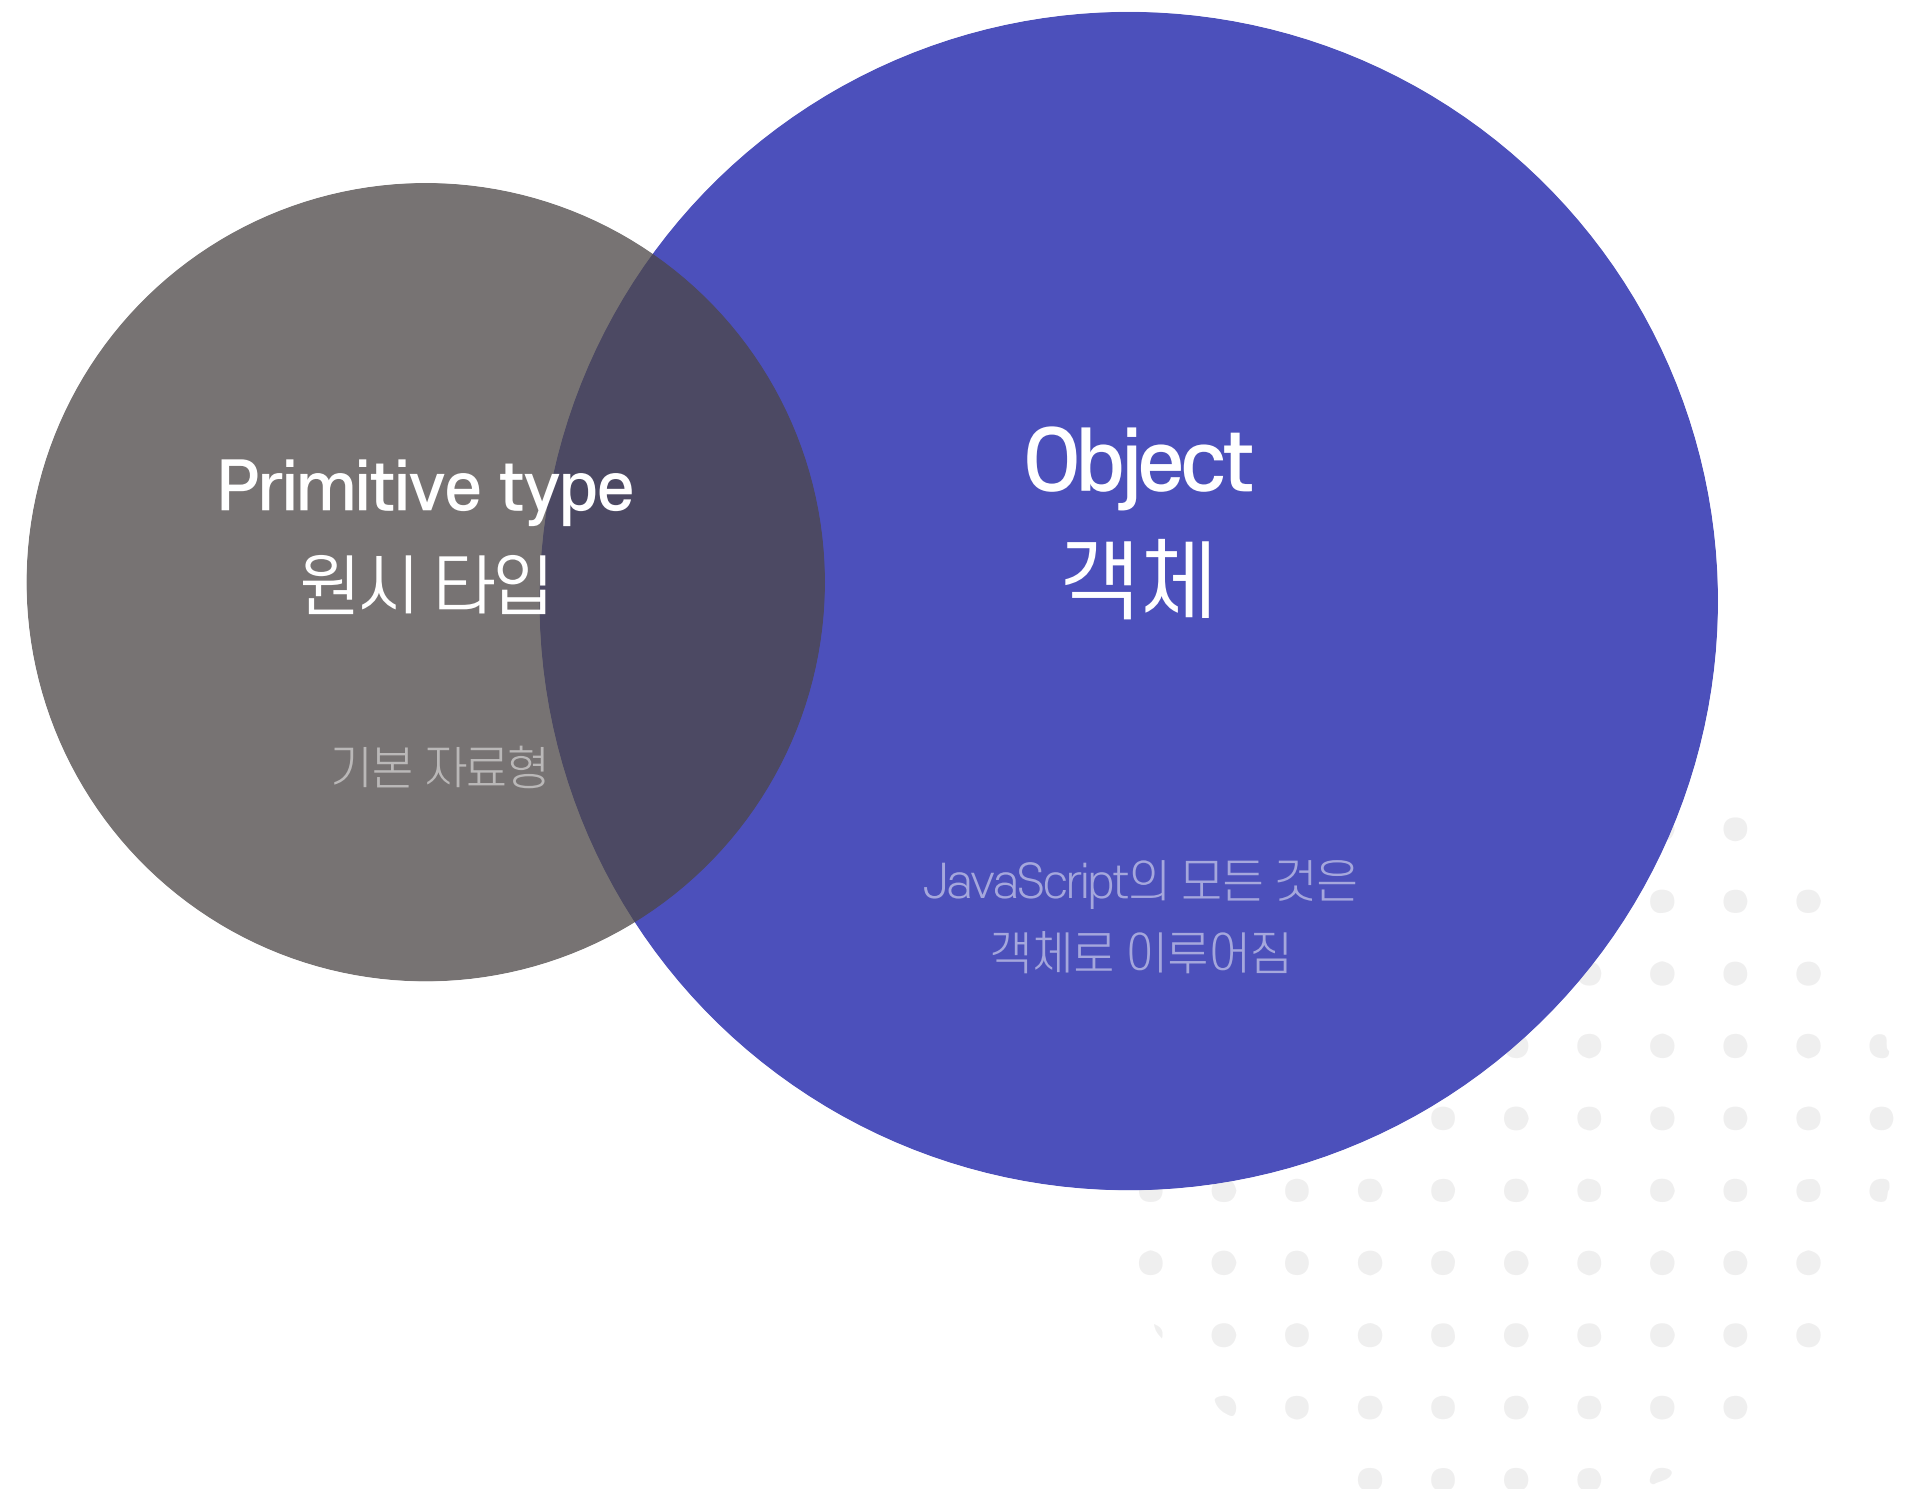 Primitive type
원시 타입
기본 자료형
Object
객체
JavaScript의 모든 것은
객체로 이루어짐